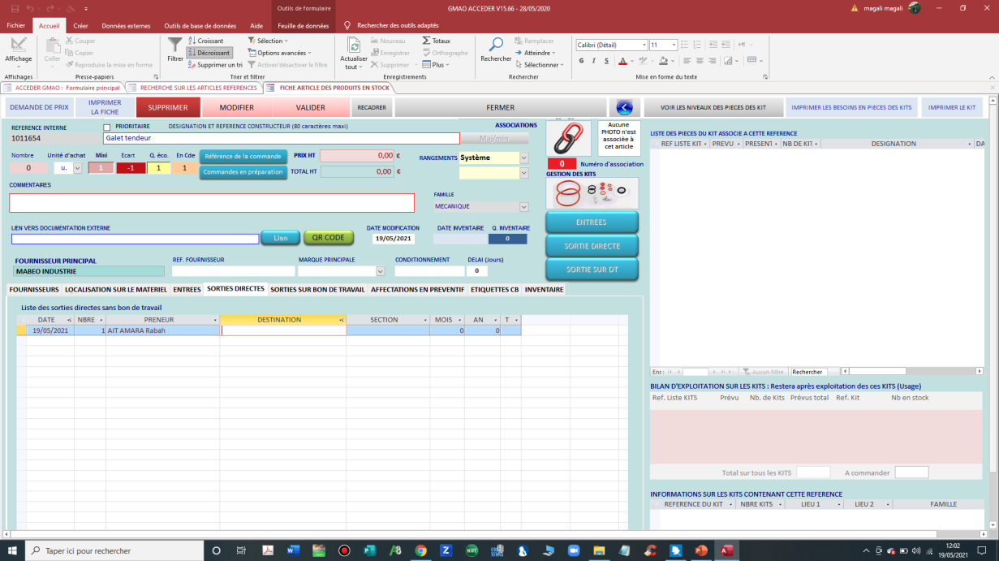 Outils de formulaire
GMAO ACCEDER V15.66 - 28/05/2020
magali magali
Fichier Accueil Créer Données externes Outils de base de données Aide Feuille de données Rechercher des outils adaptés
Affichage
Coller
Couper
Copier
Reproduire la mise en forme
Filtrer
Croissant
Décroissant
Supprimer un tri
Sélection
Options avancées
Activer/désactiver le filtre
Actualiser
tout
Nouveau
Enregistrer
Supprimer
Totaux
Orthographe
Plus
Rechercher
Remplacer
Atteindre
Sélectionner
Calibri (Détail) 11
G I S A
Affichages Presse-papiers Trier et filtrer Enregistrements Rechercher Mise en forme du texte
ACCEDER GMAO : Formulaire principal RECHERCHE SUR LES ARTICLES REFERENCES FICHE ARTICLE DES PRODUITS EN STOCK
DEMANDE DE PRIX
IMPRIMER
LA FICHE
SUPPRIMER MODIFIER VALIDER RECADRER FERMER VOIR LES NIVEAUX DES PIECES DES KIT IMPRIMER LES BESOINS EN PIECES DES KITS IMPRIMER LE KIT
REFERENCE INTERNE PRIORITAIRE DESIGNATION ET REFERENCE CONSTRUCTEUR (80 caractères maxi) ASSOCIATIONS
1011654 Galet tendeur Maj/min
Aucune
PHOTO n'est
associée à
cet article
Nombre Unité d'achat Mini Ecart Q. éco. En Cde Référence de la commande PRIX HT 0,00 € RANGEMENTS Système
0 u. 1 -1 1 1 Commandes en préparation TOTAL HT 0,00 €
0 Numéro d'association
GESTION DES KITS
COMMENTAIRES
FAMILLE
MECANIQUE
LIEN VERS DOCUMENTATION EXTERNE
Lien QR CODE
DATE MODIFICATION DATE INVENTAIRE Q. INVENTAIRE
19/05/2021 0
ENTREES
SORTIE DIRECTE
SORTIE SUR DT
FOURNISSEUR PRINCIPAL REF. FOURNISSEUR MARQUE PRINCIPALE CONDITIONNEMENT DELAI (Jours)
MABEO INDUSTRIE 0
FOURNISSEURS LOCALISATION SUR LE MATERIEL ENTREES SORTIES DIRECTES SORTIES SUR BON DE TRAVAIL AFFECTATIONS EN PREVENTIF ETIQUETTES CB INVENTAIRE
Liste des sorties directes sans bon de travail
DATE NBRE PRENEUR DESTINATION SECTION MOIS AN T
19/05/2021 1 AIT AMARA Rabah 0 0
LISTE DES PIECES DU KIT ASSOCIE A CETTE REFERENCE
REF LISTE KIT PREVU PRESENT NB DE KIT DESIGNATION DA
Enr : Aucun filtre Rechercher
BILAN D'EXPLOITATION SUR LES KITS : Restera après exploitation des ces KITS (Usage)
Ref. Liste KITS Prévu Nb. de Kits Prévus total Ref. Kit Nb en stock
Total sur tous les KITS A commander
INFORMATIONS SUR LES KITS CONTENANT CETTE REFERENCE
REFERENCE DU KIT NBRE KITS LIEU 1 LIEU 2 FAMILLE
Taper ici pour rechercher
12:02
19/05/2021